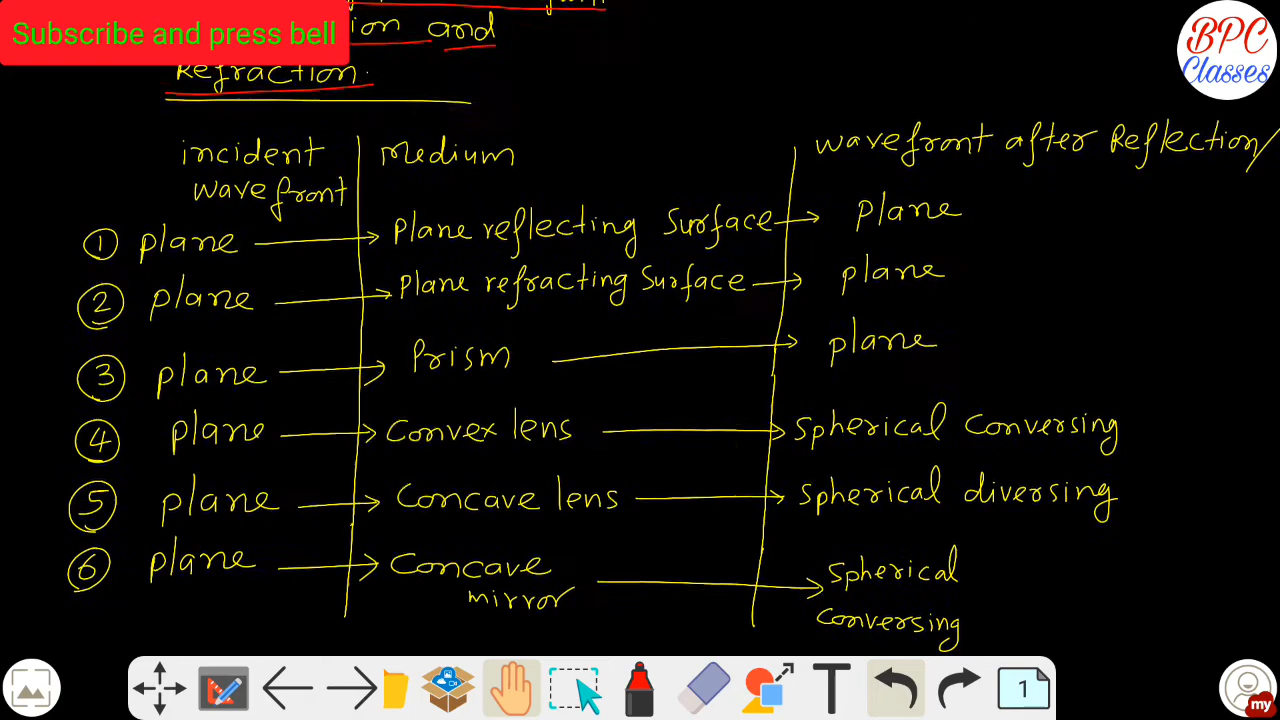 Subscribe and press bell
and
Refraction.
BPC
Classes
incident
wavefront
Medium
wavefront after Reflection/
1 plane → Plane reflecting Surface → plane
2 plane → Plane refracting Surface → plane
3 plane → Prism → plane
4 plane → Convex lens → Spherical Conversing
5 plane → Concave lens → Spherical diversing
6 plane → Concave
mirror → Spherical
Conversing
T
1
my